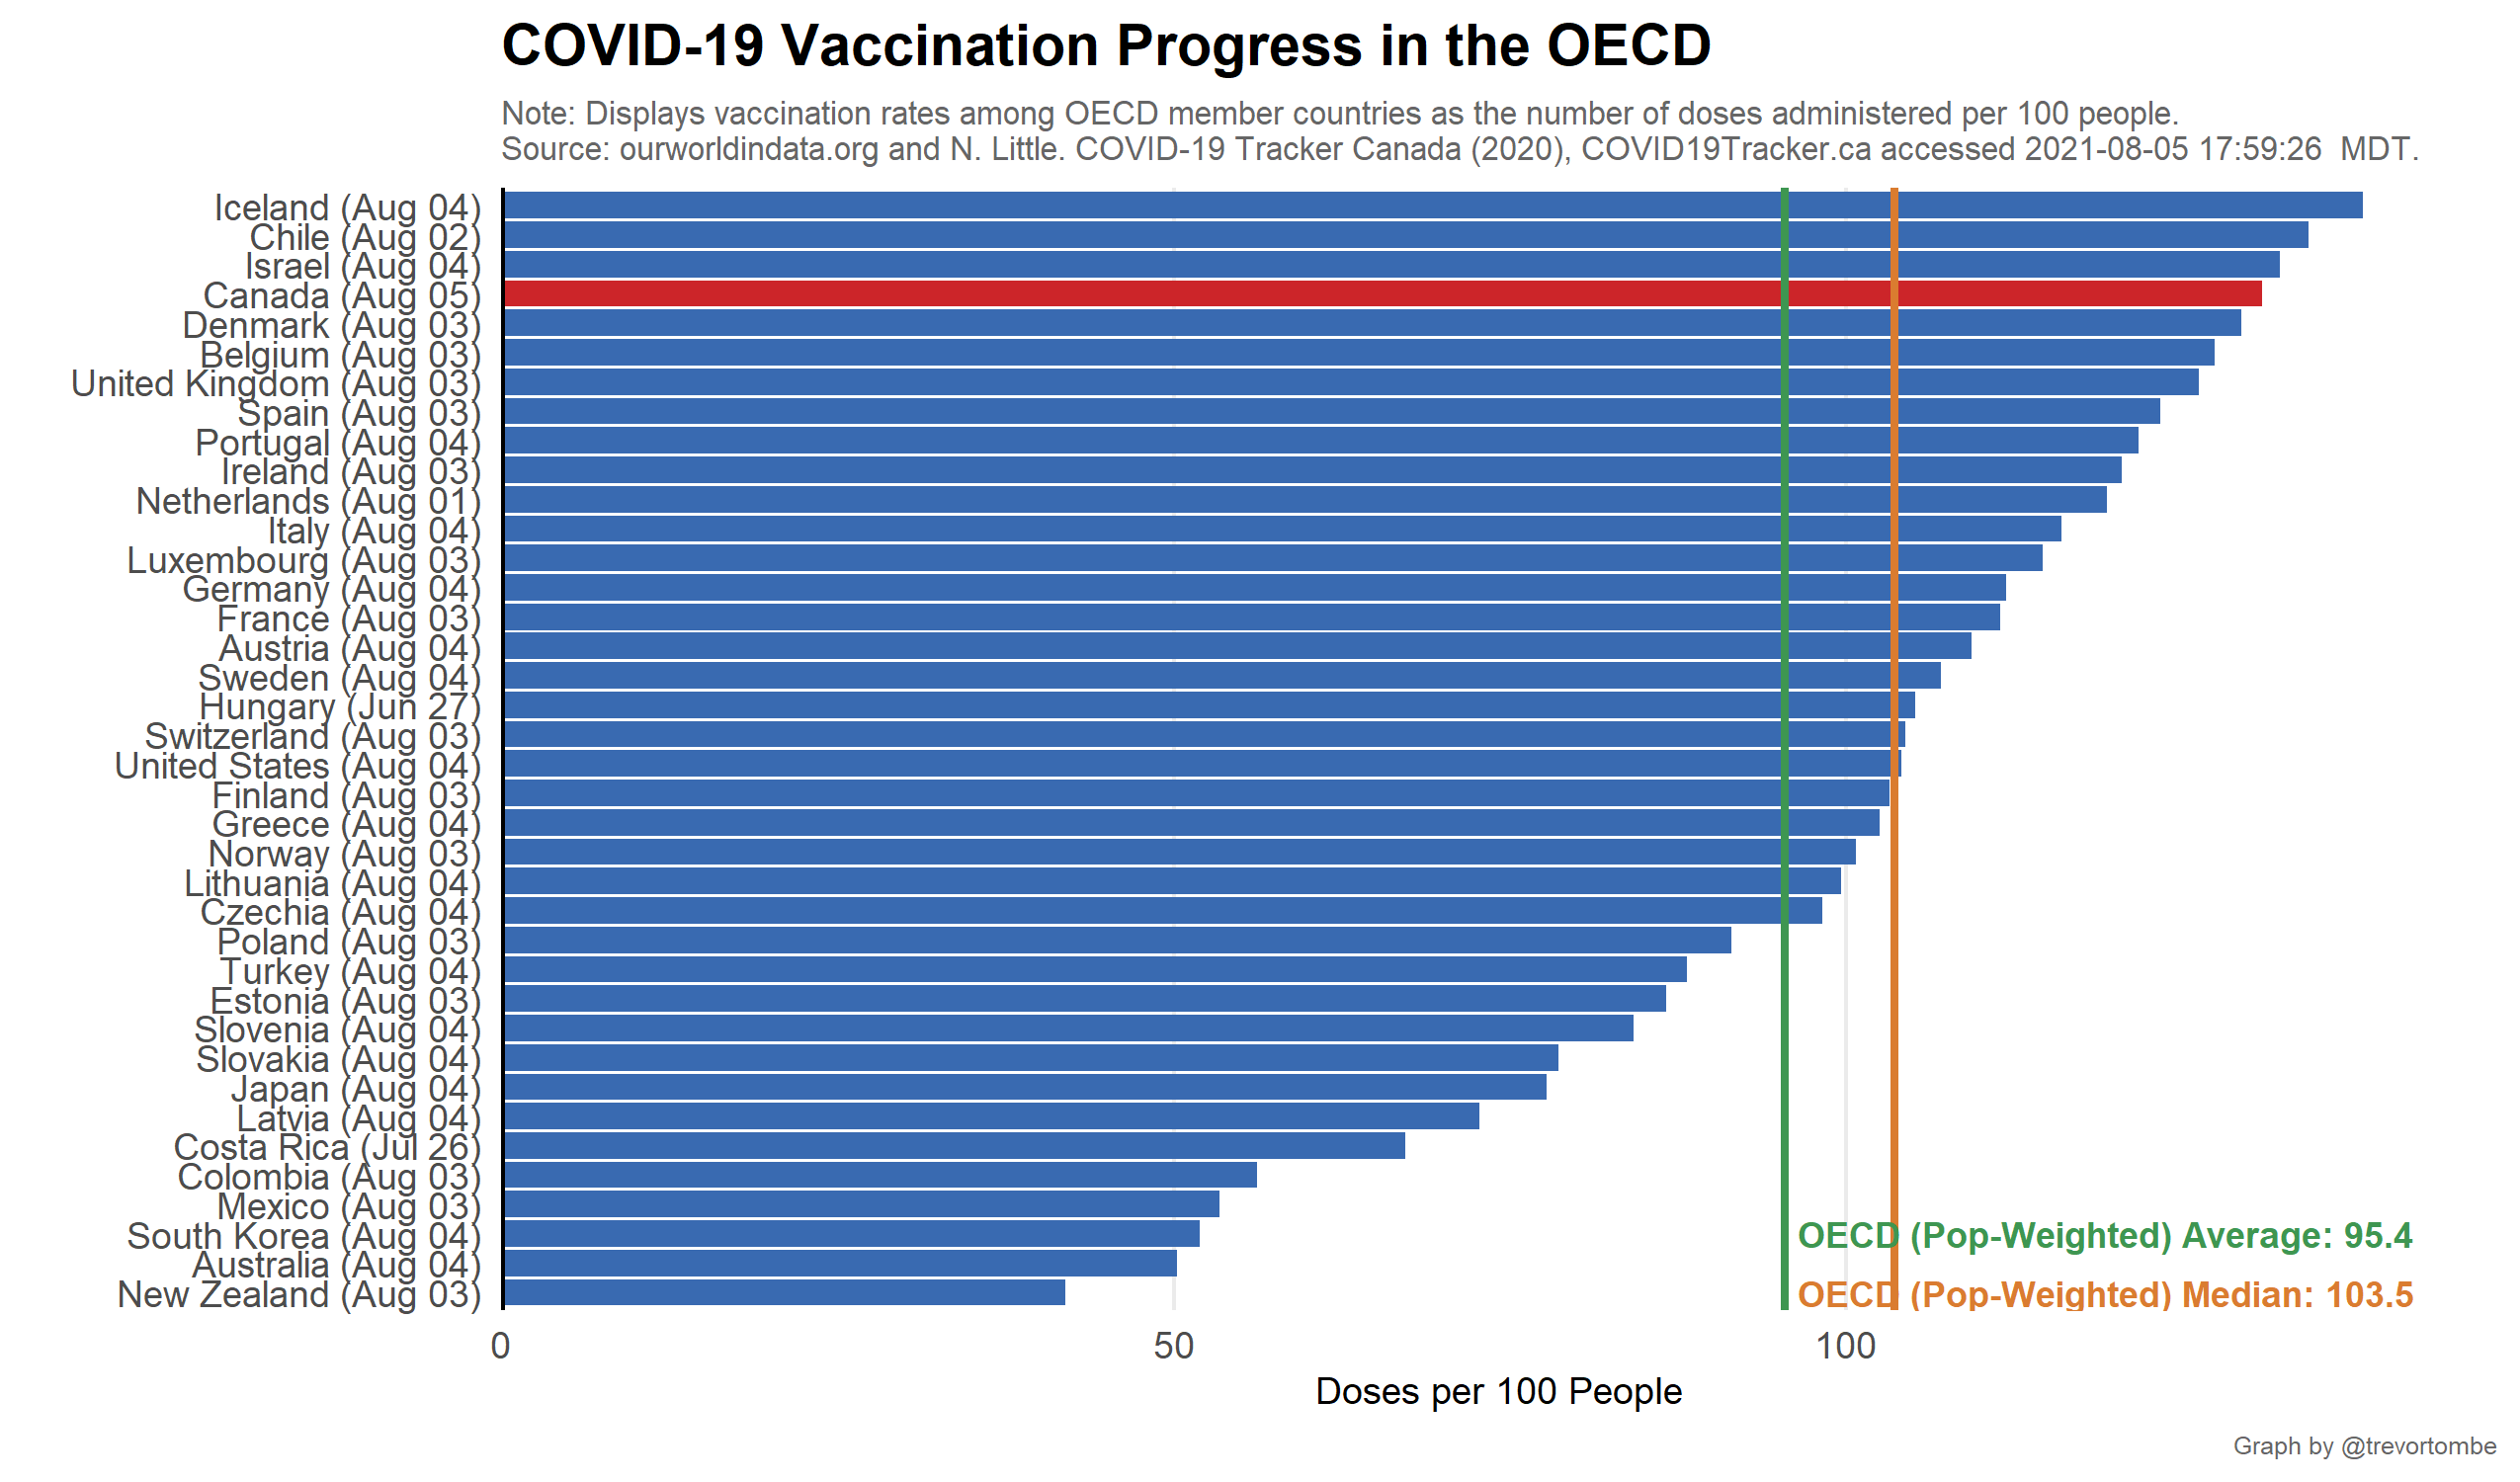 COVID-19 Vaccination Progress in the OECD
Note: Displays vaccination rates among OECD member countries as the number of doses administered per 100 people.
Source: ourworldindata.org and N. Little. COVID-19 Tracker Canada (2020), COVID19Tracker.ca accessed 2021-08-05 17:59:26  MDT.
Iceland (Aug 04)
Chile (Aug 02)
Israel (Aug 04)
Canada (Aug 05)
Denmark (Aug 03)
Belgium (Aug 03)
United Kingdom (Aug 03)
Spain (Aug 03)
Portugal (Aug 04)
Ireland (Aug 03)
Netherlands (Aug 01)
Italy (Aug 04)
Luxembourg (Aug 03)
Germany (Aug 04)
France (Aug 03)
Austria (Aug 04)
Sweden (Aug 04)
Hungary (Jun 27)
Switzerland (Aug 03)
United States (Aug 04)
Finland (Aug 03)
Greece (Aug 04)
Norway (Aug 03)
Lithuania (Aug 04)
Czechia (Aug 04)
Poland (Aug 03)
Turkey (Aug 04)
Estonia (Aug 03)
Slovenia (Aug 04)
Slovakia (Aug 04)
Japan (Aug 04)
Latvia (Aug 04)
Costa Rica (Jul 26)
Colombia (Aug 03)
Mexico (Aug 03)
South Korea (Aug 04)
Australia (Aug 04)
New Zealand (Aug 03)
OECD (Pop-Weighted) Average: 95.4
OECD (Pop-Weighted) Median: 103.5
0 50 100
Doses per 100 People
Graph by @trevortombe